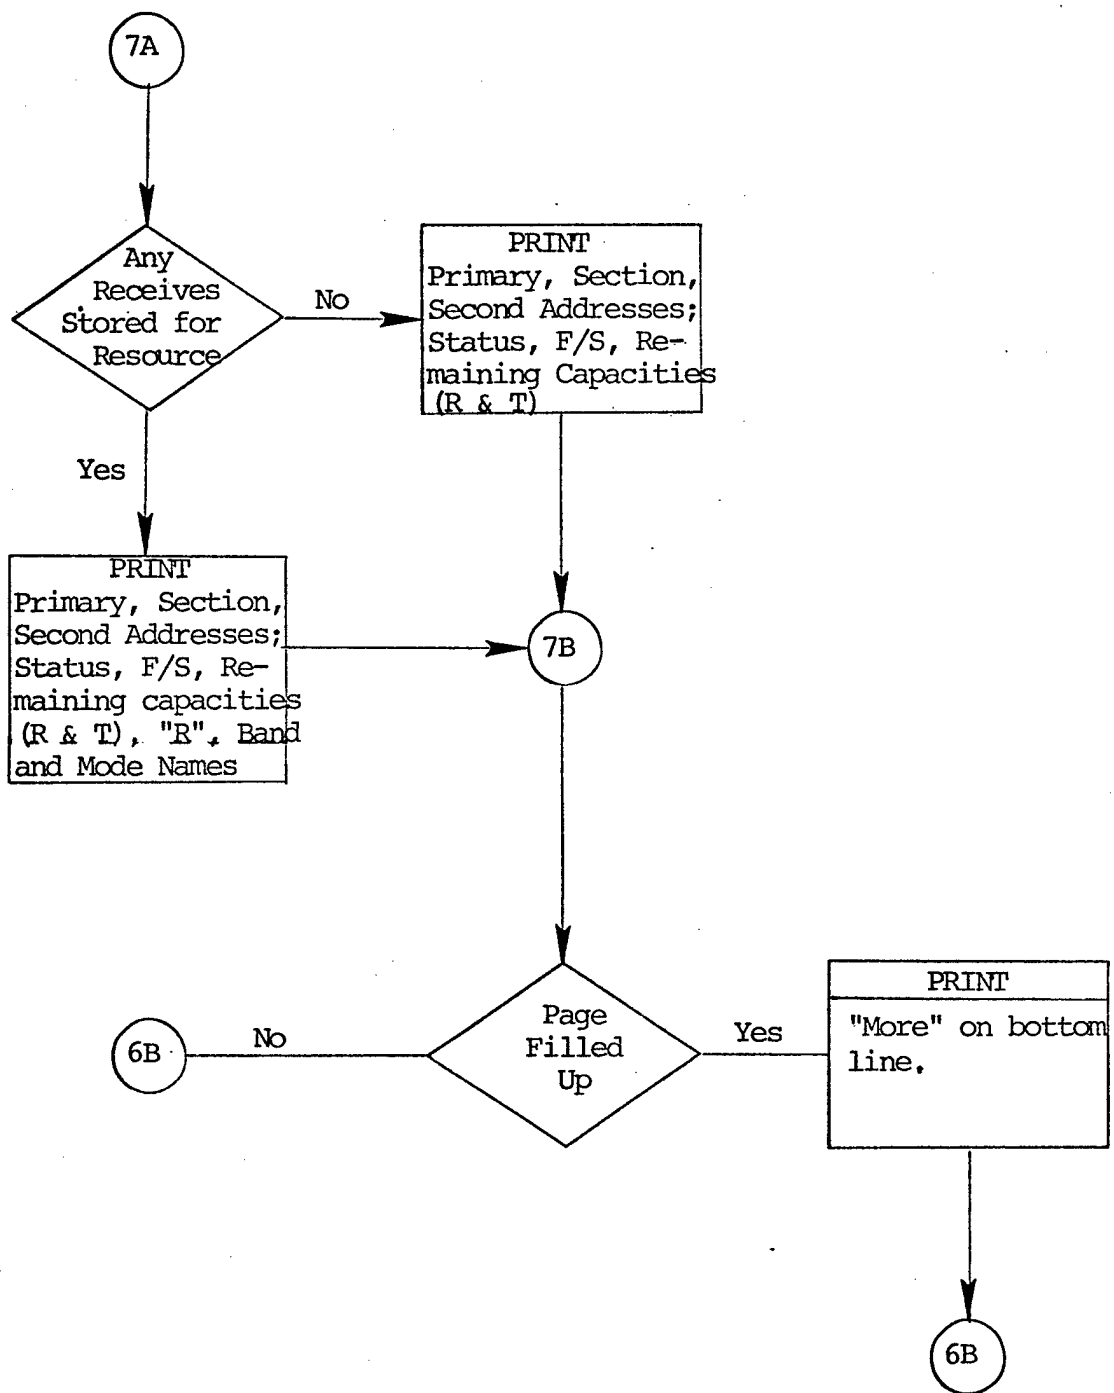 7A
Any
Receives
Stored for
Resource
No
PRINT
Primary, Section,
Second Addresses;
Status, F/S, Re-
maining Capacities
(R & T)
Yes
PRINT
Primary, Section,
Second Addresses;
Status, F/S, Re-
maining capacities
(R & T), "R", Band
and Mode Names
7B
Page
Filled
Up
No
6B
Yes
PRINT
"More" on bottom
line.
6B